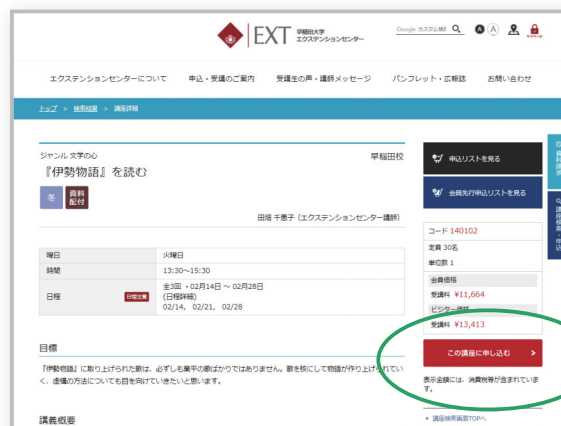 EXT 早稲田大学
エクステンションセンター
Google カスタム検索
A A
エクステンションセンターについて 申込・受講のご案内 受講生の声・講師メッセージ パンフレット・広報誌 お問い合わせ
トップ > 検索結果 > 講座詳細
ジャンル 文学の心 早稲田校
『伊勢物語』を読む
冬 資料配付
田畑 千恵子（エクステンションセンター講師）
曜日 火曜日
時間 13:30～15:30
日程 日程注意 全3回 ・02月14日 ～ 02月28日
(日程詳細)
02/14, 02/21, 02/28
目標
『伊勢物語』に取り上げられた歌は、必ずしも業平の歌ばかりではありません。歌を核にして物語が作り上げられてい
く、虚構の方法についても目を向けていきたいと思います。
講義概要
申込リストを見る
会員先行申込リストを見る
コード 140102
定員 30名
単位数 1
会員価格
受講料 ¥11,664
ビジター価格
受講料 ¥13,413
この講座に申し込む
表示金額には、消費税等が含まれていま
す。
講座検索画面TOPへ
資料請求
講座検索・申込